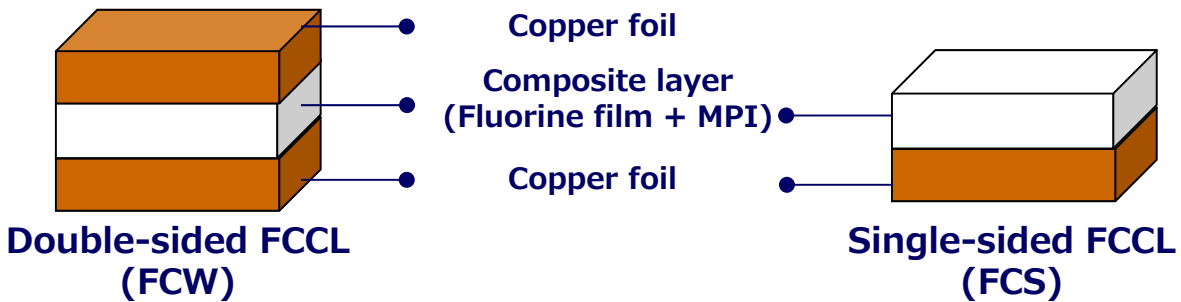 Copper foil
Composite layer
(Fluorine film + MPI)
Copper foil
Double-sided FCCL
(FCW)
Single-sided FCCL
(FCS)